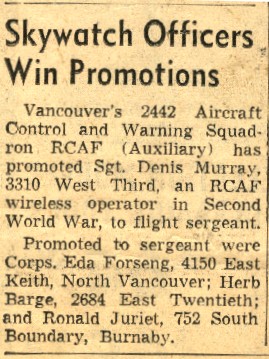 Skywatch Officers
Win Promotions
Vancouver's 2442 Aircraft
Control and Warning Squad-
ron RCAF (Auxiliary) has
promoted Sgt. Denis Murray,
3310 West Third, an RCAF
wireless operator in Second
World War, to flight sergeant.
Promoted to sergeant were
Corps. Eda Forseng, 4150 East
Keith, North Vancouver; Herb
Barge, 2684 East Twentieth;
and Ronald Juriet, 752 South
Boundary, Burnaby.